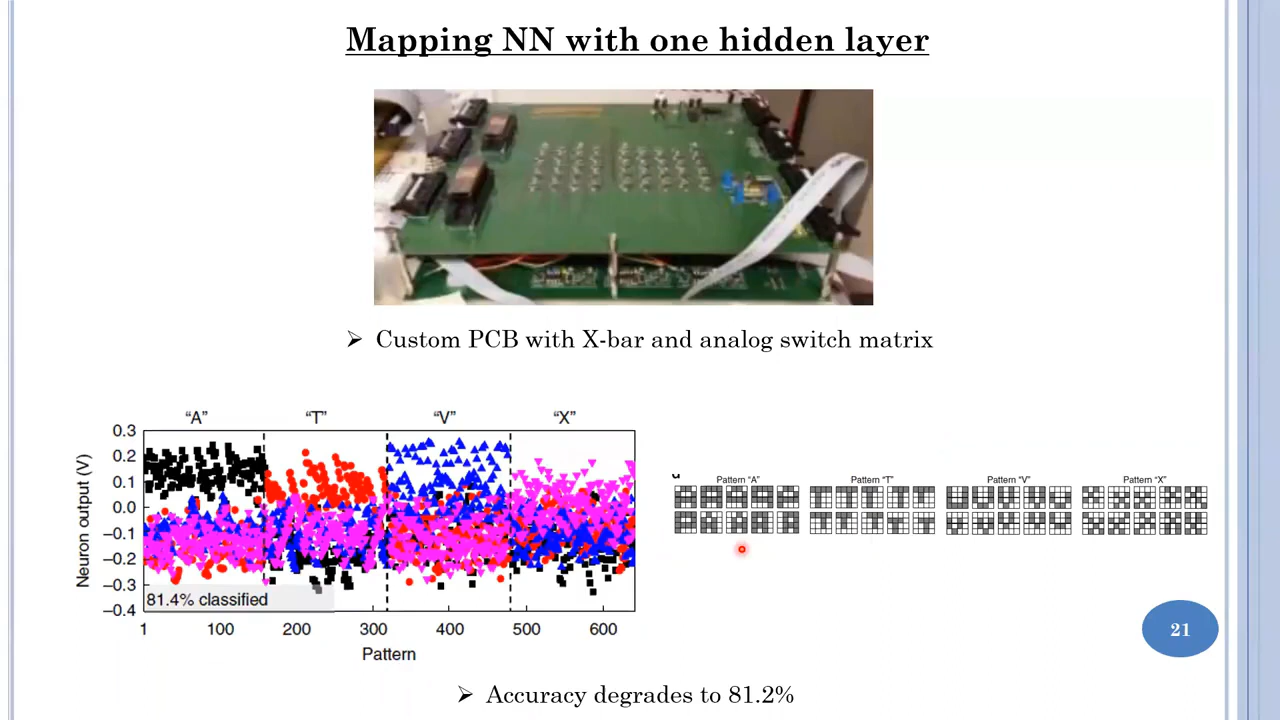 Mapping NN with one hidden layer
➢ Custom PCB with X-bar and analog switch matrix
“A” “T” “V” “X”
Neuron output (V)
0.3
0.2
0.1
0.0
–0.1
–0.2
–0.3
–0.4
81.4% classified
1 100 200 300 400 500 600
Pattern
Pattern “A” Pattern “T” Pattern “V” Pattern “X”
21
➢ Accuracy degrades to 81.2%